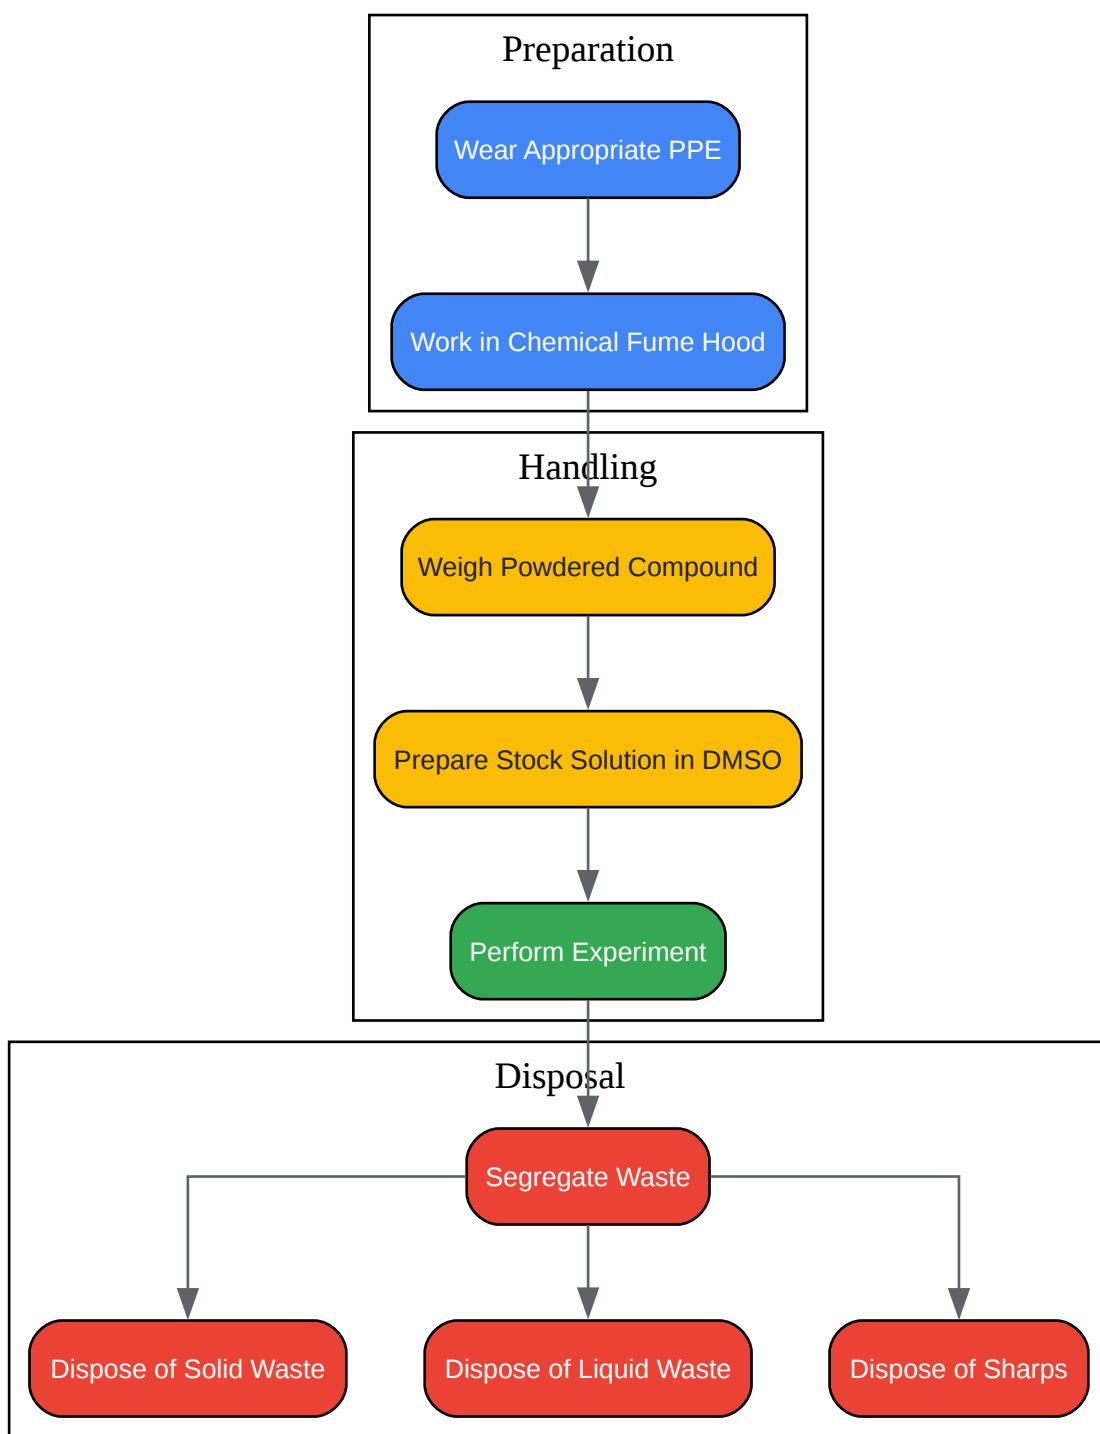 Preparation
Wear Appropriate PPE
Work in Chemical Fume Hood
Handling
Weigh Powdered Compound
Prepare Stock Solution in DMSO
Perform Experiment
Disposal
Segregate Waste
Dispose of Solid Waste
Dispose of Liquid Waste
Dispose of Sharps